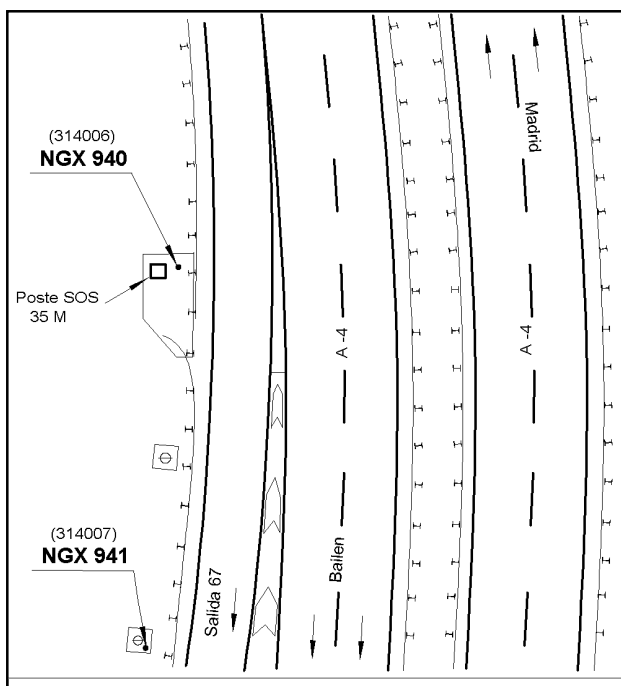 (314006)
NGX 940
Poste SOS
35 M
(314007)
NGX 941
Salida 67
Bailen
A -4
A -4
Madrid